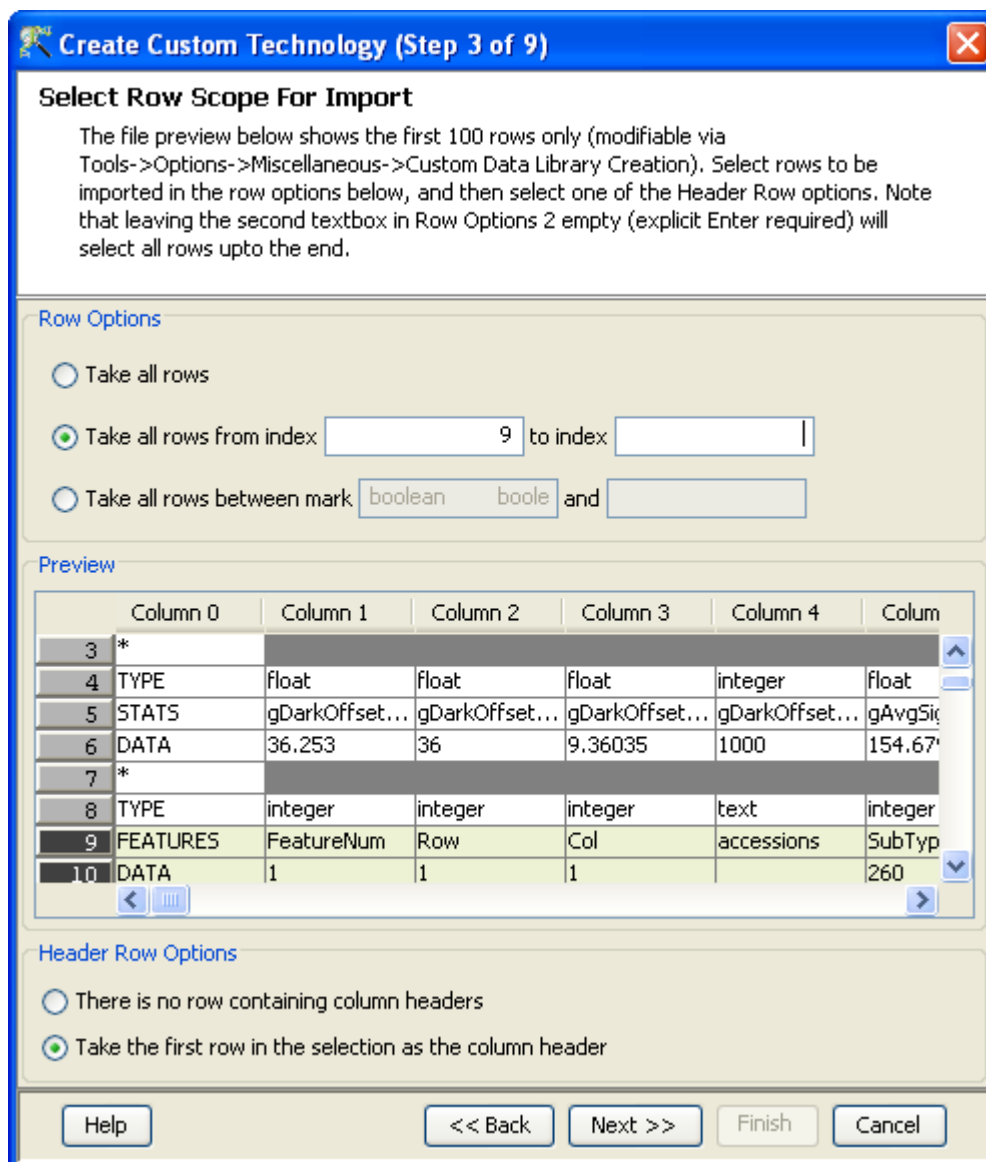 Create Custom Technology (Step 3 of 9)
Select Row Scope For Import
The file preview below shows the first 100 rows only (modifiable via
Tools->Options->Miscellaneous->Custom Data Library Creation). Select rows to be
imported in the row options below, and then select one of the Header Row options. Note
that leaving the second textbox in Row Options 2 empty (explicit Enter required) will
select all rows upto the end.
Row Options
Take all rows
Take all rows from index 9 to index
Take all rows between mark boolean boole and
Preview
Column 0 Column 1 Column 2 Column 3 Column 4 Colum
3 *
4 TYPE float float float integer float
5 STATS gDarkOffset... gDarkOffset... gDarkOffset... gDarkOffset... gAvgSig
6 DATA 36.253 36 9.36035 1000 154.67
7 *
8 TYPE integer integer integer text integer
9 FEATURES FeatureNum Row Col accessions SubTyp
10 DATA 1 1 1 260
Header Row Options
There is no row containing column headers
Take the first row in the selection as the column header
Help << Back Next >> Finish Cancel